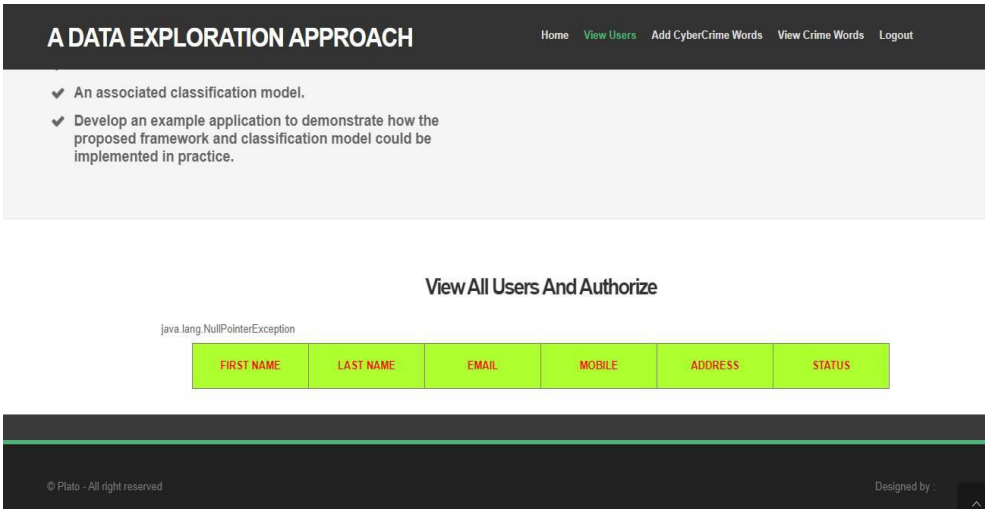 A DATA EXPLORATION APPROACH
Home View Users Add CyberCrime Words View Crime Words Logout
An associated classification model.
Develop an example application to demonstrate how the
proposed framework and classification model could be
implemented in practice.
View All Users And Authorize
java.lang.NullPointerException
FIRST NAME LAST NAME EMAIL MOBILE ADDRESS STATUS
© Plato - All right reserved
Designed by :